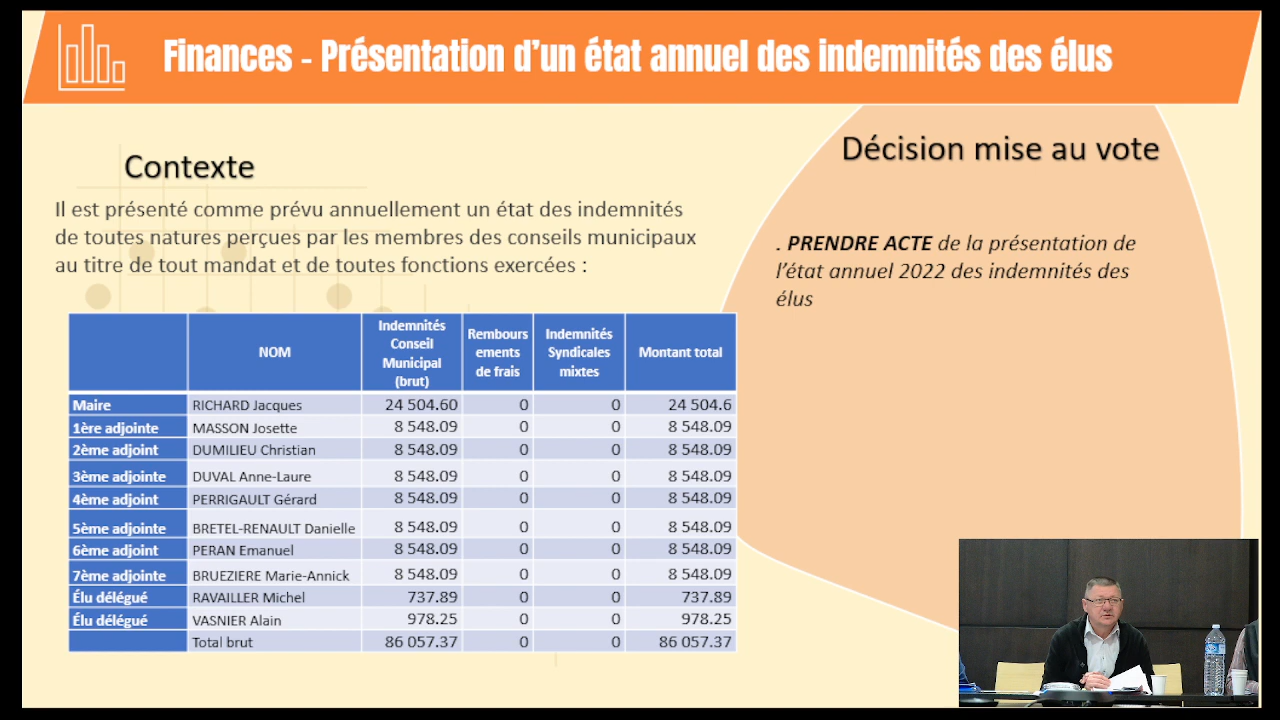 Finances - Présentation d'un état annuel des indemnités des élus
Contexte
Il est présenté comme prévu annuellement un état des indemnités
de toutes natures perçues par les membres des conseils municipaux
au titre de tout mandat et de toutes fonctions exercées :
Décision mise au vote
. PRENDRE ACTE de la présentation de
l'état annuel 2022 des indemnités des
élus
NOM Indemnités Conseil Municipal (brut) Rembours ements de frais Indemnités Syndicales mixtes Montant total
Maire RICHARD Jacques 24 504.60 0 0 24 504.6
1ère adjointe MASSON Josette 8 548.09 0 0 8 548.09
2ème adjoint DUMILIEU Christian 8 548.09 0 0 8 548.09
3ème adjointe DUVAL Anne-Laure 8 548.09 0 0 8 548.09
4ème adjoint PERRIGAULT Gérard 8 548.09 0 0 8 548.09
5ème adjointe BRETEL-RENAULT Danielle 8 548.09 0 0 8 548.09
6ème adjoint PERAN Emanuel 8 548.09 0 0 8 548.09
7ème adjointe BRUEZIERE Marie-Annick 8 548.09 0 0 8 548.09
Élu délégué RAVAILLER Michel 737.89 0 0 737.89
Élu délégué VASNIER Alain 978.25 0 0 978.25
Total brut 86 057.37 0 0 86 057.37